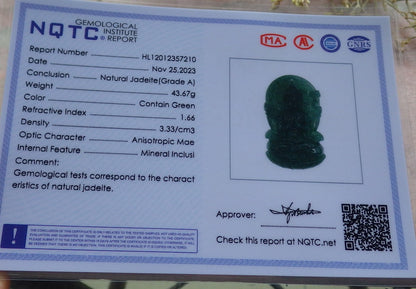 NQTC GEMOLOGICAL INSTITUTE ® REPORT
MA GNRS
Report Number HL12012357210
Date Nov 25.2023
Conclusion Natural Jadeite(Grade A)
Weight 43.67g
Color Contain Green
Refractive Index 1.66
Density 3.33/cm3
Optic Character Anisotropic Mae
Internal Feature Mineral Inclusi
Comment:
Gemological tests correspond to the charact
eristics of natural jadeite.
Approver:
Check this report at NQTC.net